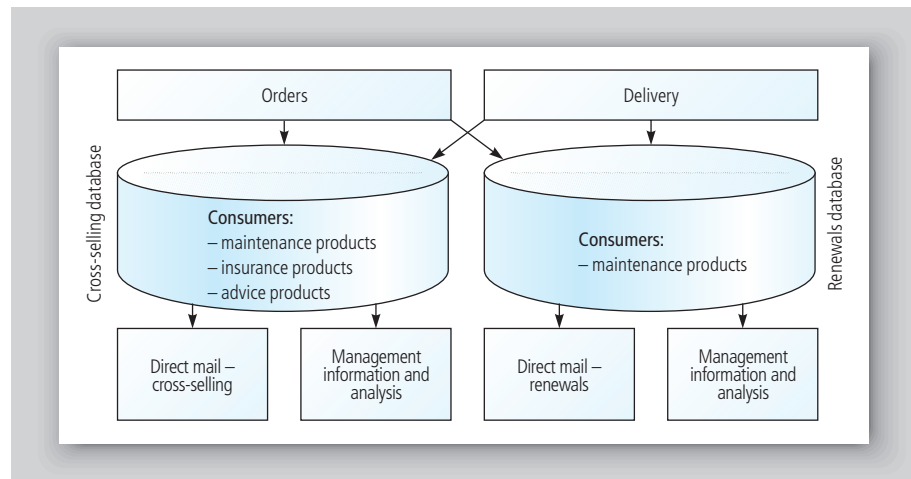 Orders
Delivery
Cross-selling database
Consumers:
– maintenance products
– insurance products
– advice products
Consumers:
– maintenance products
Renewals database
Direct mail –
cross-selling
Management
information and
analysis
Direct mail –
renewals
Management
information and
analysis